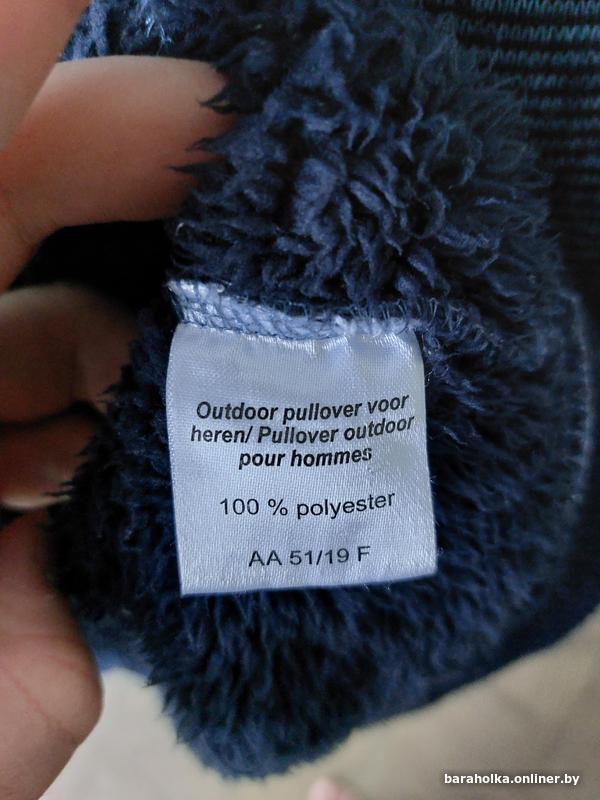 Outdoor pullover voor
heren/ Pullover outdoor
pour hommes
100 % polyester
AA 51/19 F
baraholka.onliner.by